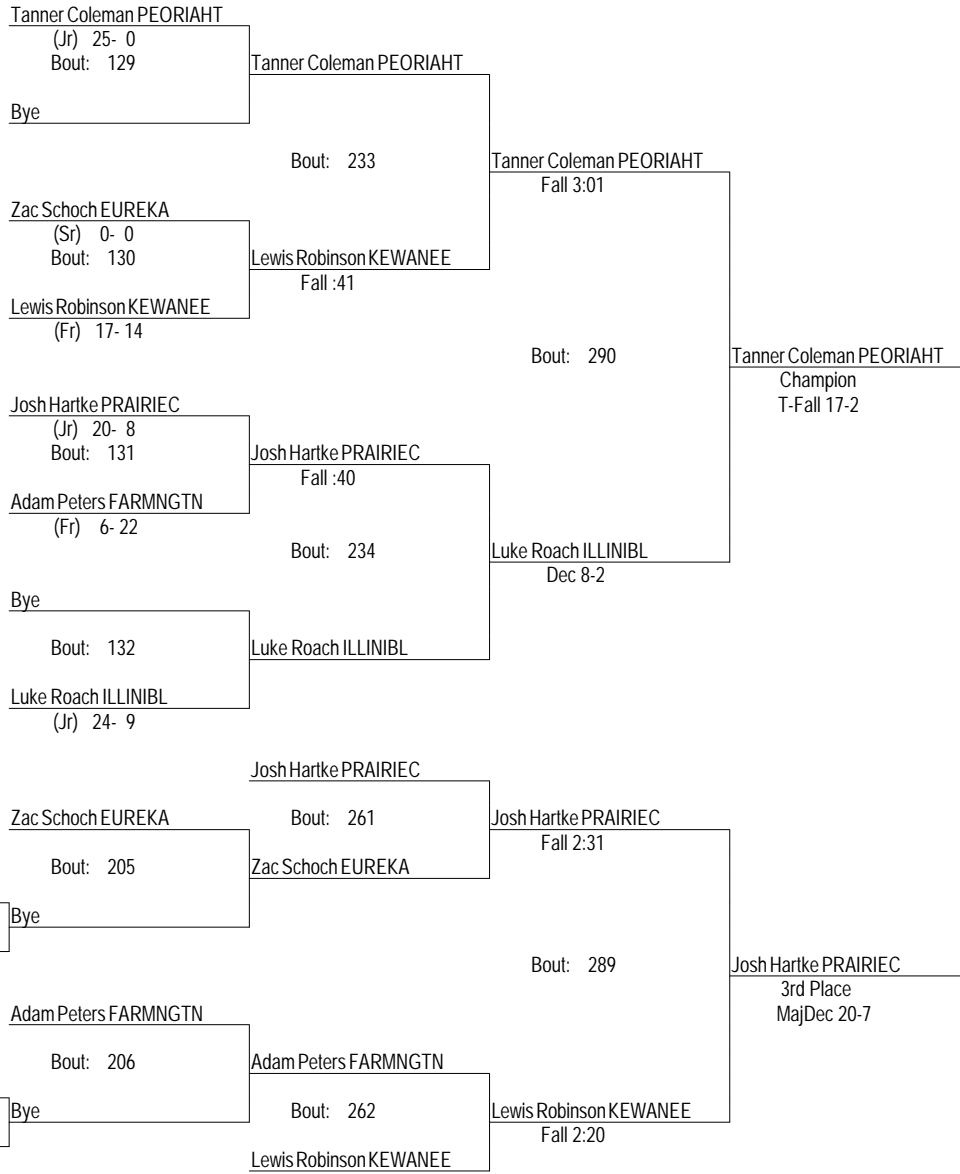 Tanner Coleman PEORIAHT
(Jr) 25- 0
Bout: 129
Tanner Coleman PEORIAHT
Bye
Bout: 233
Tanner Coleman PEORIAHT
Fall 3:01
Zac Schoch EUREKA
(Sr) 0- 0
Bout: 130
Lewis Robinson KEWANEE
Fall :41
Lewis Robinson KEWANEE
(Fr) 17- 14
Bout: 290
Tanner Coleman PEORIAHT
Champion
T-Fall 17-2
Josh Hartke PRAIRIEC
(Jr) 20- 8
Bout: 131
Josh Hartke PRAIRIEC
Fall :40
Adam Peters FARMNGTN
(Fr) 6- 22
Bout: 234
Luke Roach ILLINIBL
Dec 8-2
Bye
Bout: 132
Luke Roach ILLINIBL
Luke Roach ILLINIBL
(Jr) 24- 9
Josh Hartke PRAIRIEC
Zac Schoch EUREKA
Bout: 261
Josh Hartke PRAIRIEC
Fall 2:31
Bout: 205
Zac Schoch EUREKA
Bye
Bout: 289
Josh Hartke PRAIRIEC
3rd Place
MajDec 20-7
Adam Peters FARMNGTN
Bout: 206
Adam Peters FARMNGTN
Bye
Bout: 262
Lewis Robinson KEWANEE
Fall 2:20
Lewis Robinson KEWANEE